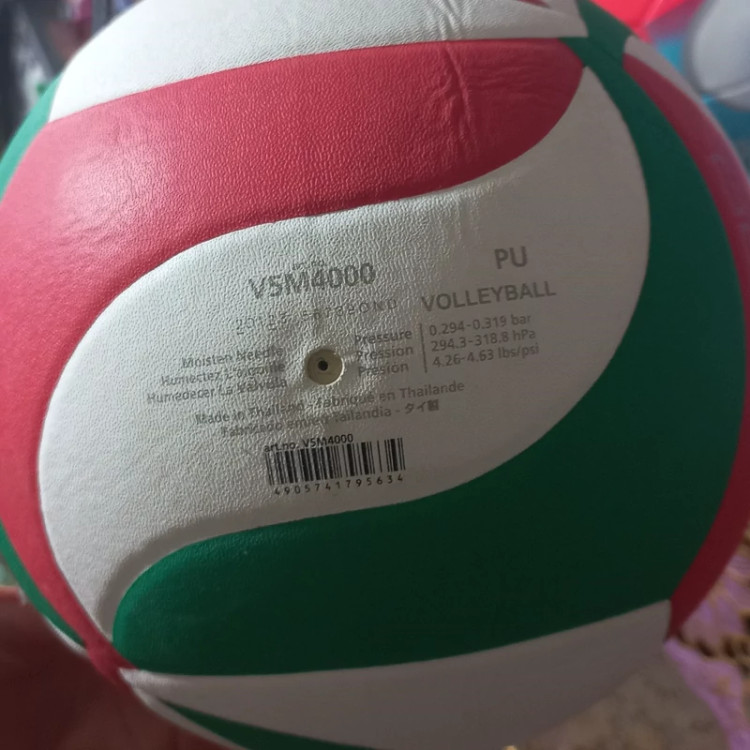 V5M4000
PU
VOLLEYBALL
Moisten Needle
Humectez L'aiguille
Humedecer La Valvula
Pressure
Pression
Presion
0.294-0.319 bar
294.3-318.8 hPa
4.26-4.63 lbs/psi
Made in Thailand - Fabriqué en Thailande
Fabricado en Tailandia - タイ製
art.no. V5M4000
4905741795634